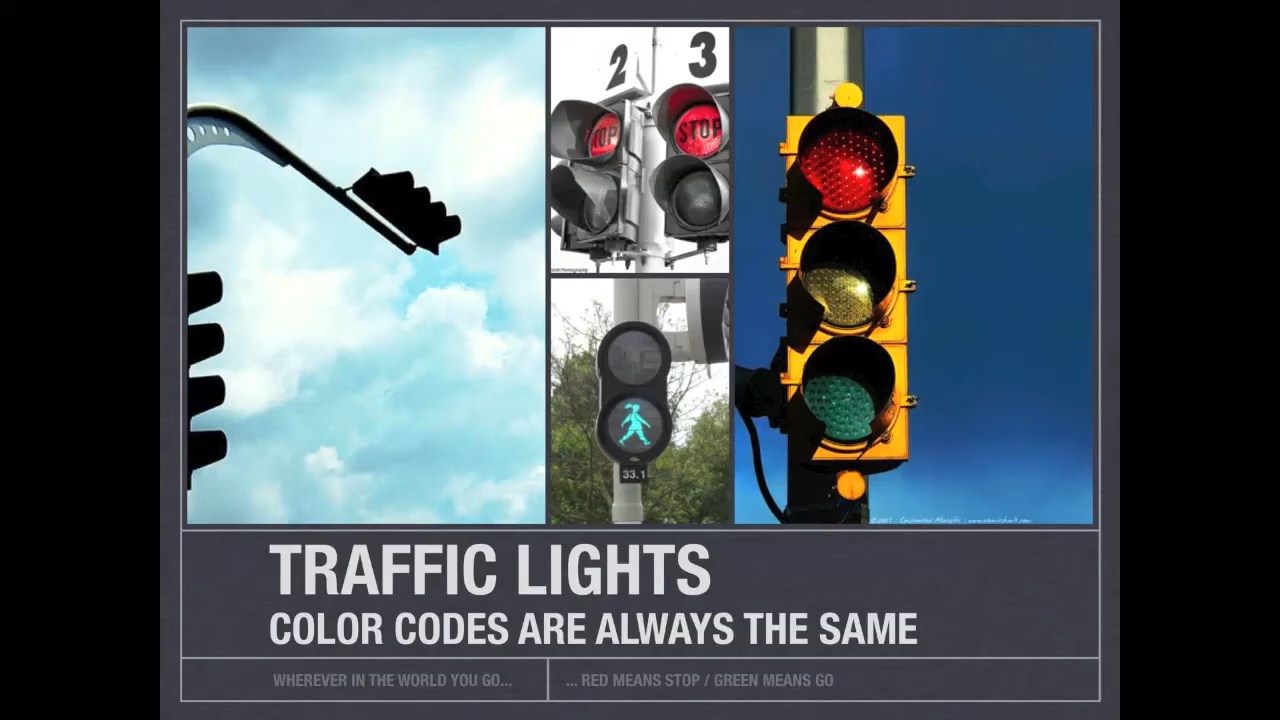 2 3
TOP STOP
33.1
TRAFFIC LIGHTS
COLOR CODES ARE ALWAYS THE SAME
WHEREVER IN THE WORLD YOU GO...
... RED MEANS STOP / GREEN MEANS GO